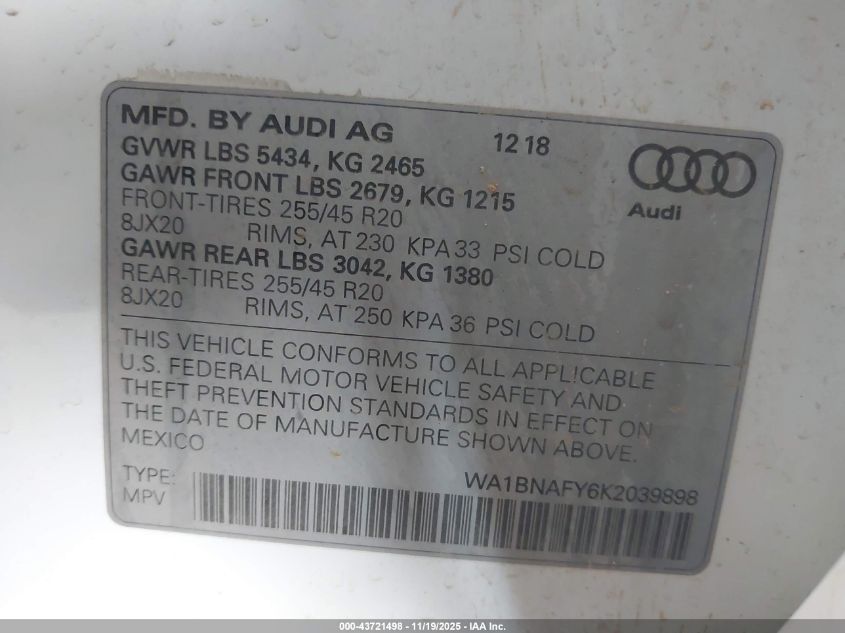 MFD. BY AUDI AG 12 18
GVWR LBS 5434, KG 2465
GAWR FRONT LBS 2679, KG 1215
FRONT-TIRES 255/45 R20
8JX20 RIMS, AT 230 KPA 33 PSI COLD
GAWR REAR LBS 3042, KG 1380
REAR-TIRES 255/45 R20
8JX20 RIMS, AT 250 KPA 36 PSI COLD
Audi
THIS VEHICLE CONFORMS TO ALL APPLICABLE
U.S. FEDERAL MOTOR VEHICLE SAFETY AND
THEFT PREVENTION STANDARDS IN EFFECT ON
THE DATE OF MANUFACTURE SHOWN ABOVE.
MEXICO
TYPE: WA1BNAFY6K2039898
MPV
000-43721498 - 11/19/2025 - IAA Inc.